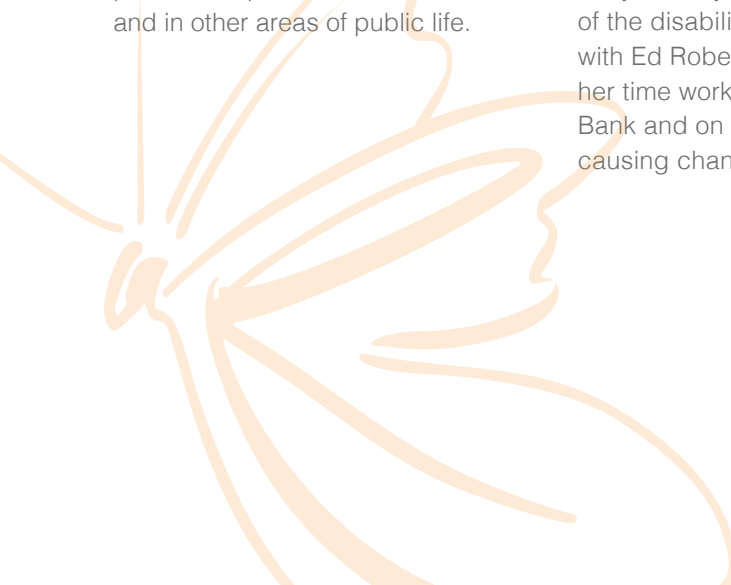 and in other areas of public life.
of the disabili
with Ed Robe
her time work
Bank and on
causing chan